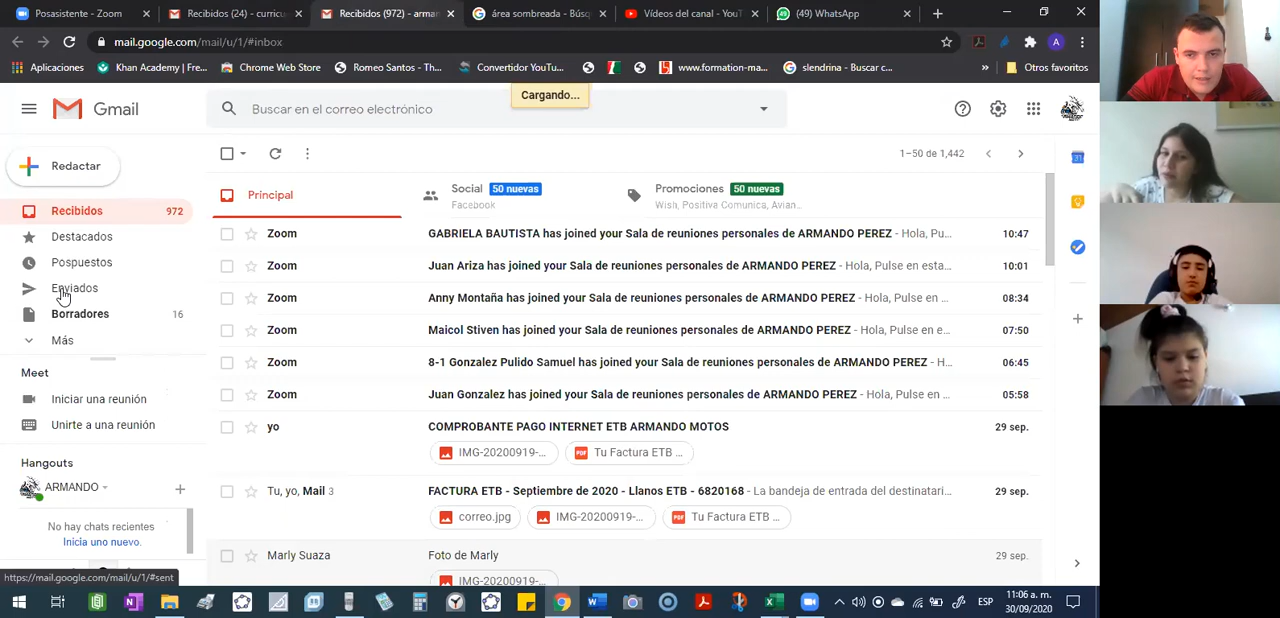 Posasistente - Zoom
Recibidos (24) - curricu
Recibidos (972) - arman
área sombreada - Búsq
Vídeos del canal - YouT
(49) WhatsApp
mail.google.com/mail/u/1/#inbox
A
Aplicaciones
Khan Academy | Fre...
Chrome Web Store
Romeo Santos - Th...
YouTu...
www.formation-ma...
slendrina - Buscar c...
»
Otros favoritos
Gmail
Buscar en el correo electrónico
Cargando...
Redactar
1–50 de 1,442
Principal
Social 50 nuevas
Facebook
Promociones 50 nuevas
Wish, Positiva Comunica, Avian...
Recibidos 972
Destacados
Pospuestos
Enviados
Borradores 16
Más
Meet
Iniciar una reunión
Unirte a una reunión
Hangouts
ARMANDO
No hay chats recientes
Inicia uno nuevo.
https://mail.google.com/mail/u/1/#sent
Zoom GABRIELA BAUTISTA has joined your Sala de reuniones personales de ARMANDO PEREZ - Hola, Pu... 10:47
Zoom Juan Ariza has joined your Sala de reuniones personales de ARMANDO PEREZ - Hola, Pulse en esta... 10:01
Zoom Anny Montaña has joined your Sala de reuniones personales de ARMANDO PEREZ - Hola, Pulse en e... 08:34
Zoom Maicol Stiven has joined your Sala de reuniones personales de ARMANDO PEREZ - Hola, Pulse en e... 07:50
Zoom 8-1 Gonzalez Pulido Samuel has joined your Sala de reuniones personales de ARMANDO PEREZ - H... 06:45
Zoom Juan Gonzalez has joined your Sala de reuniones personales de ARMANDO PEREZ - Hola, Pulse en ... 05:58
yo COMPROBANTE PAGO INTERNET ETB ARMANDO MOTOS 29 sep.
IMG-20200919-...
PDF Tu Factura ETB ...
Tu, yo, Mail 3 FACTURA ETB - Septiembre de 2020 - Llanos ETB - 6820168 - La bandeja de entrada del destinatari... 29 sep.
correo.jpg
IMG-20200919-...
PDF Tu Factura ETB ...
Marly Suaza Foto de Marly 29 sep.
IMG-20200919-...
31
ESP
11:06 a. m.
30/09/2020